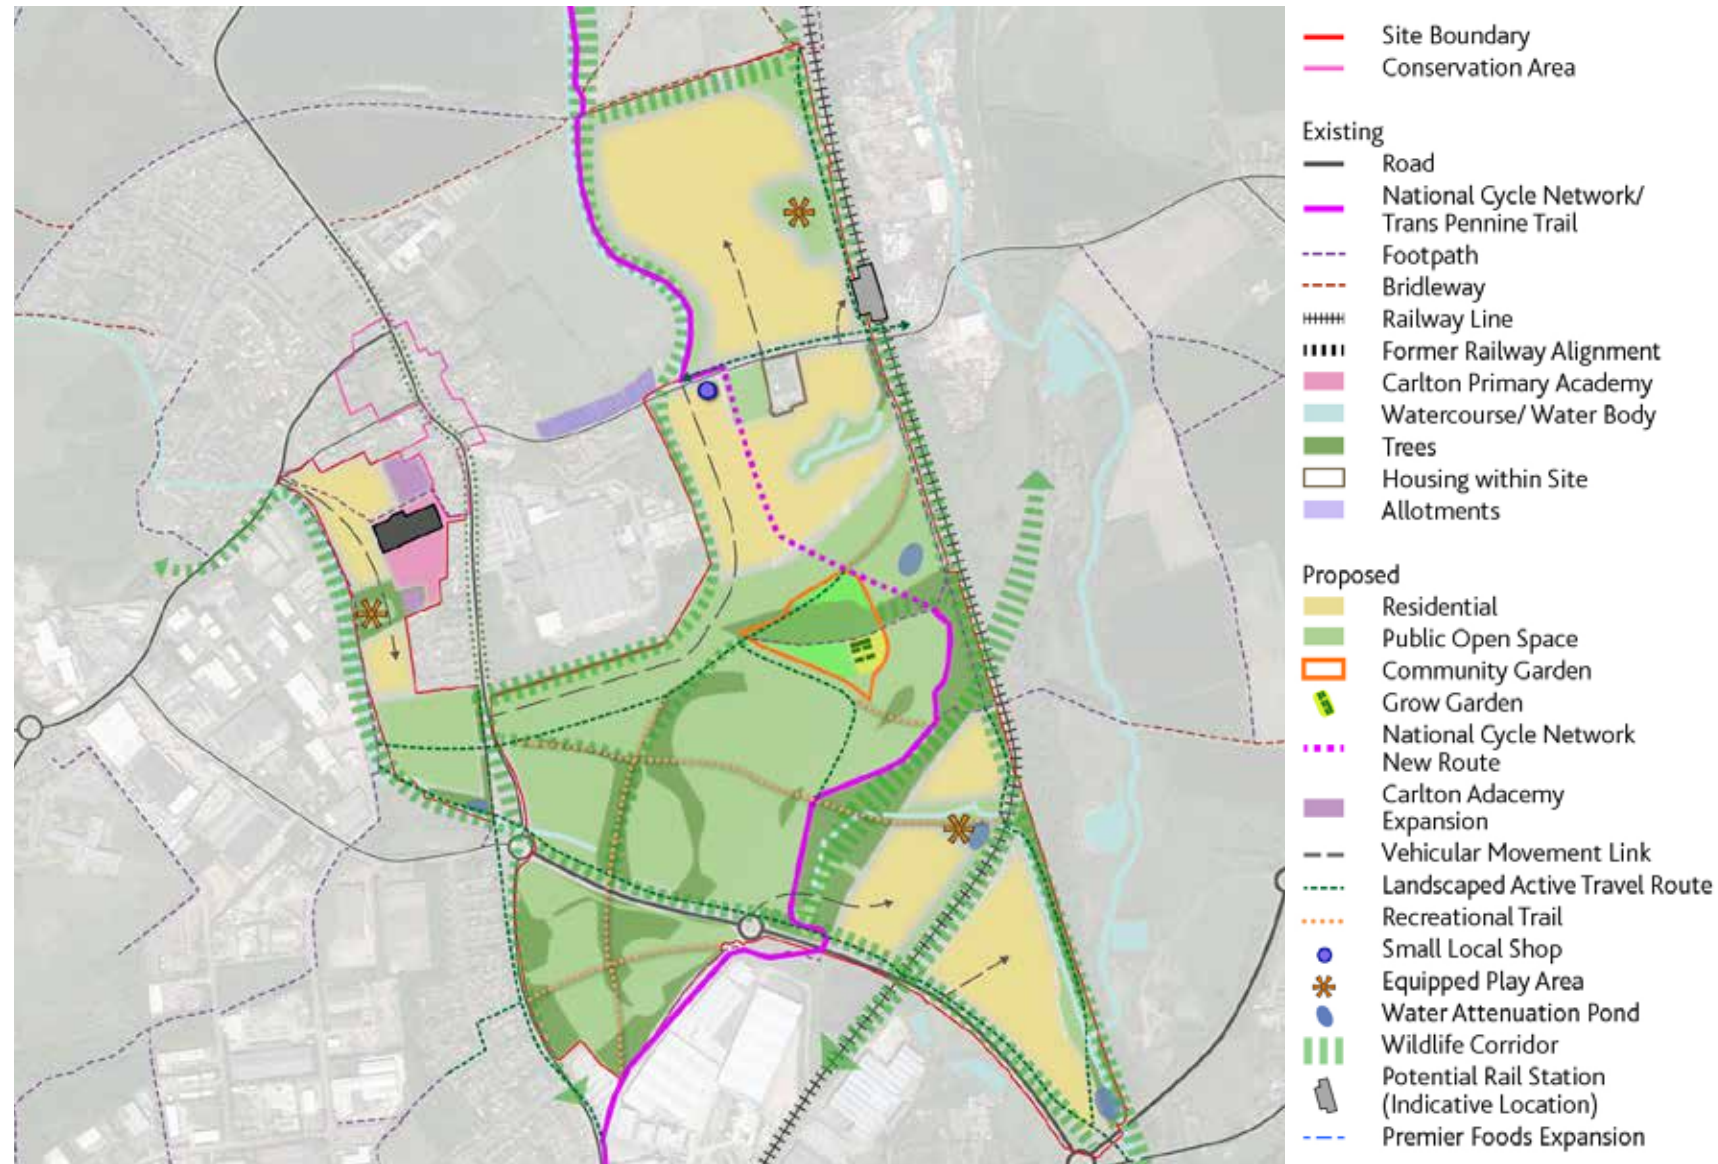 Site Boundary
Conservation Area
Existing
Road
National Cycle Network/
Trans Pennine Trail
Footpath
Bridleway
Railway Line
Former Railway Alignment
Carlton Primary Academy
Watercourse/ Water Body
Trees
Housing within Site
Allotments
Proposed
Residential
Public Open Space
Community Garden
Grow Garden
National Cycle Network
New Route
Carlton Adacemy
Expansion
Vehicular Movement Link
Landscaped Active Travel Route
Recreational Trail
Small Local Shop
Equipped Play Area
Water Attenuation Pond
Wildlife Corridor
Potential Rail Station
(Indicative Location)
Premier Foods Expansion